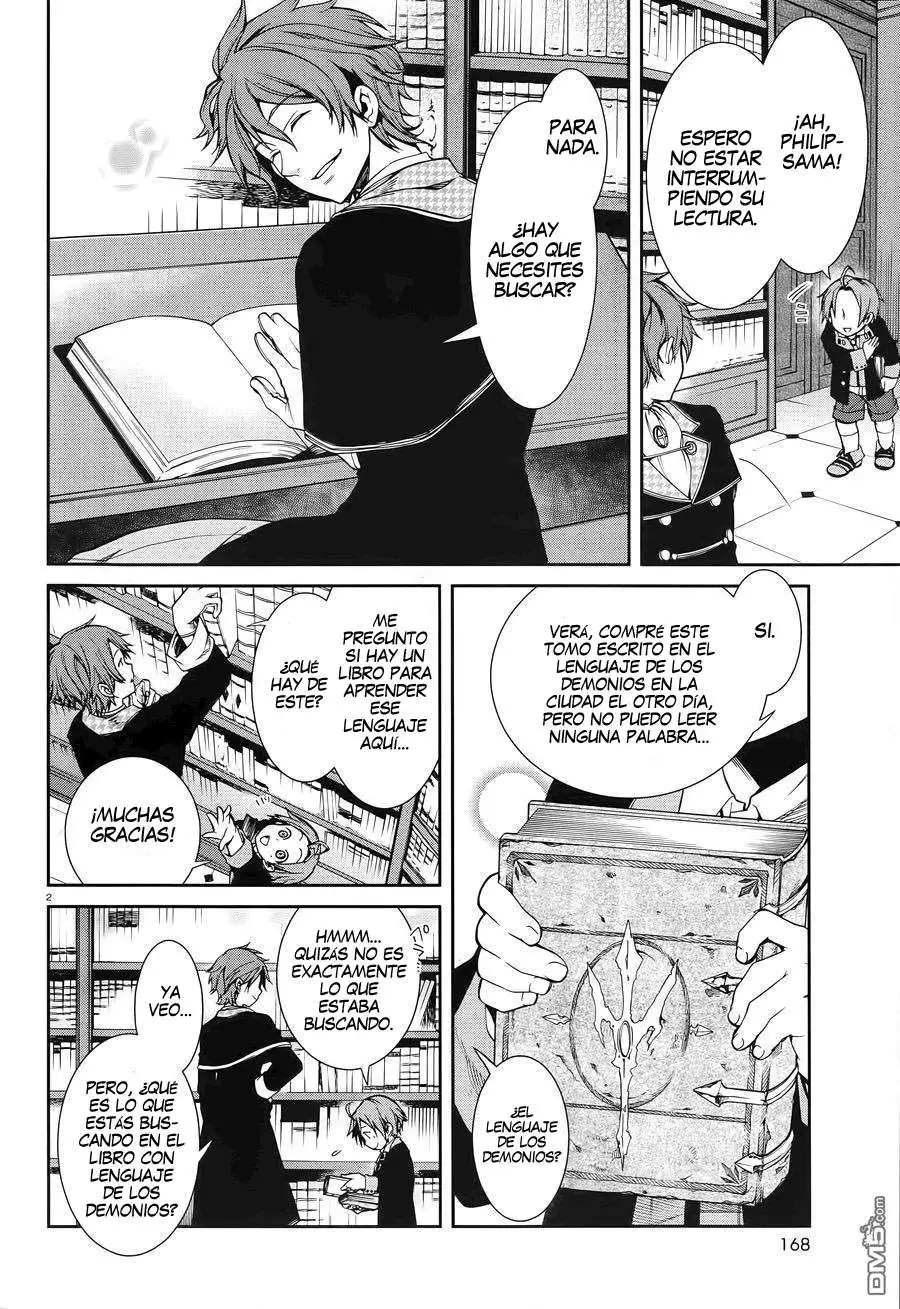 ¡AH,
PHILIP-
SAMA!
ESPERO
NO ESTAR
INTERRUM-
PIENDO SU
LECTURA.
PARA
NADA.
¿HAY
ALGO QUE
NECESITES
BUSCAR?
SI.
VERÁ, COMPRÉ ESTE
TOMO ESCRITO EN EL
LENGUAJE DE LOS
DEMONIOS EN LA
CIUDAD EL OTRO DÍA,
PERO NO PUEDO LEER
NINGUNA PALABRA...
¿EL
LENGUAJE
DE LOS
DEMONIOS?
ME
PREGUNTO
SI HAY UN
LIBRO PARA
APRENDER
ESE
LENGUAJE
AQUÍ...
¿QUÉ
HAY DE
ESTE?
¡MUCHAS
GRACIAS!
2
HMMM...
QUIZÁS NO ES
EXACTAMENTE
LO QUE
ESTABA
BUSCANDO.
YA
VEO...
PERO, ¿QUÉ
ES LO QUE
ESTÁS BUS-
CANDO EN EL
LIBRO CON
LENGUAJE
DE LOS
DEMONIOS?
168
DM5.com